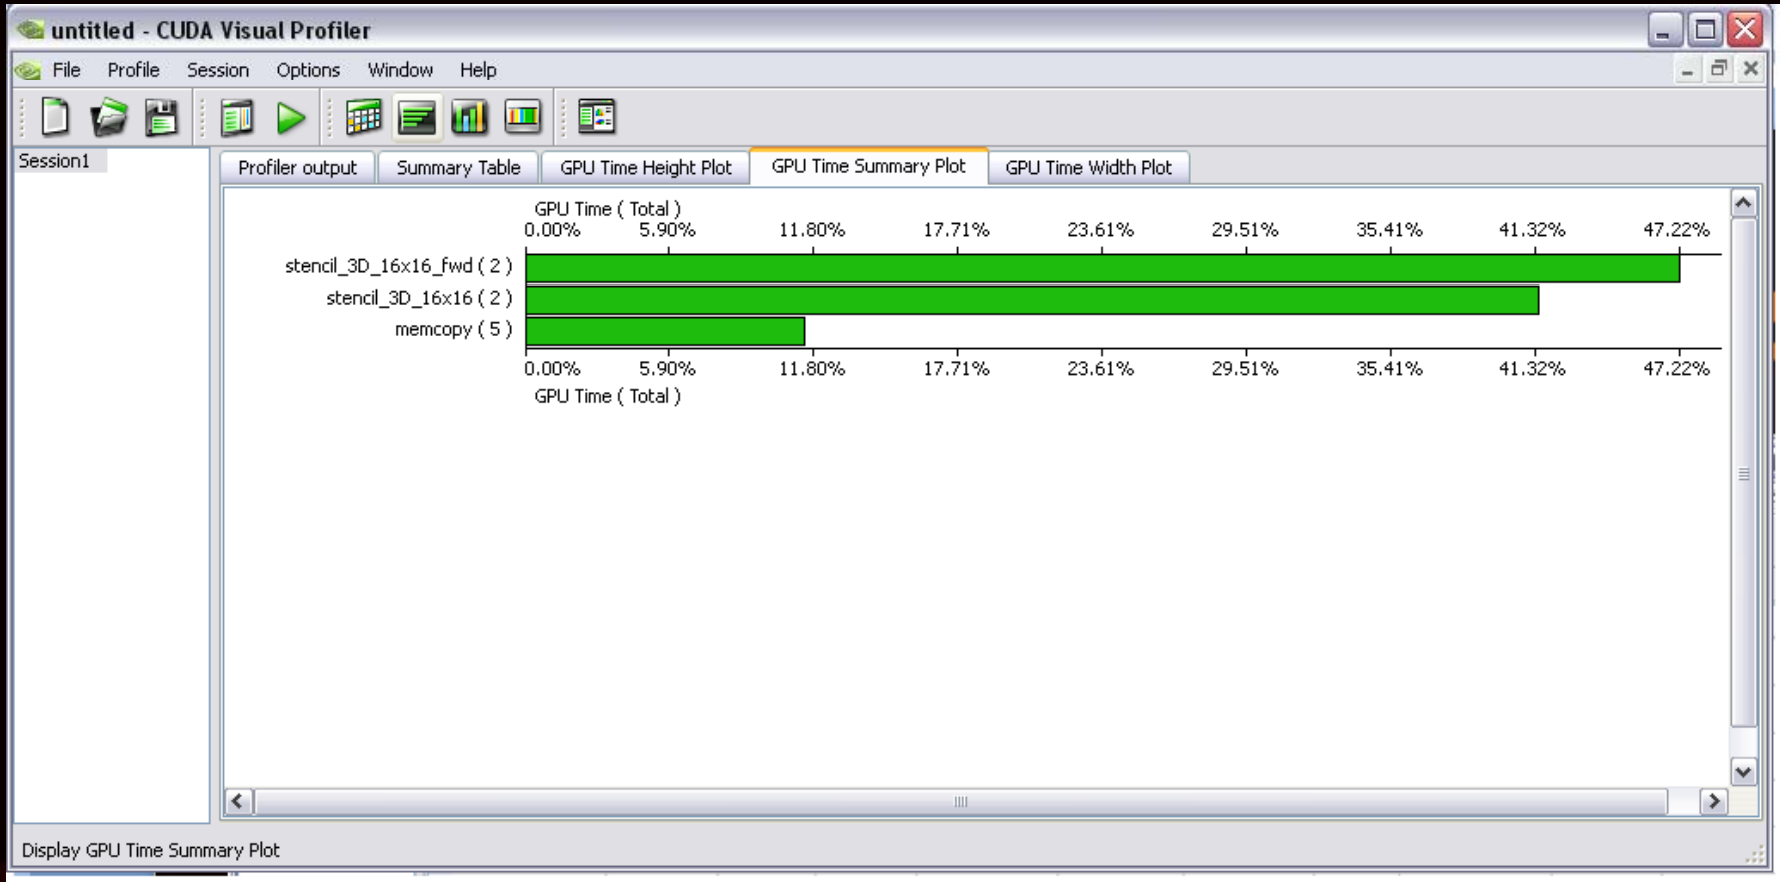 untitled - CUDA Visual Profiler
File Profile Session Options Window Help
Session1
Profiler output Summary Table GPU Time Height Plot GPU Time Summary Plot GPU Time Width Plot
GPU Time ( Total )
0.00% 5.90% 11.80% 17.71% 23.61% 29.51% 35.41% 41.32% 47.22%
stencil_3D_16x16_fwd ( 2 )
stencil_3D_16x16 ( 2 )
memcopy ( 5 )
0.00% 5.90% 11.80% 17.71% 23.61% 29.51% 35.41% 41.32% 47.22%
GPU Time ( Total )
Display GPU Time Summary Plot